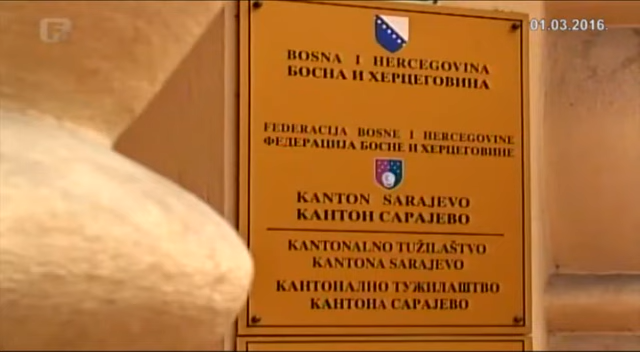 01.03.2016.
BOSNA I HERCEGOVINA
БОСНА И ХЕРЦЕГОВИНА
FEDERACIJA BOSNE I HERCEGOVINE
ФЕДЕРАЦИЈА БОСНЕ И ХЕРЦЕГОВИНЕ
KANTON SARAJEVO
КАНТОН САРАЈЕВО
KANTONALNO TUŽILAŠTVO
KANTONA SARAJEVO
КАНТОНАЛНО ТУЖИЛАШТВО
КАНТОНА САРАЈЕВО